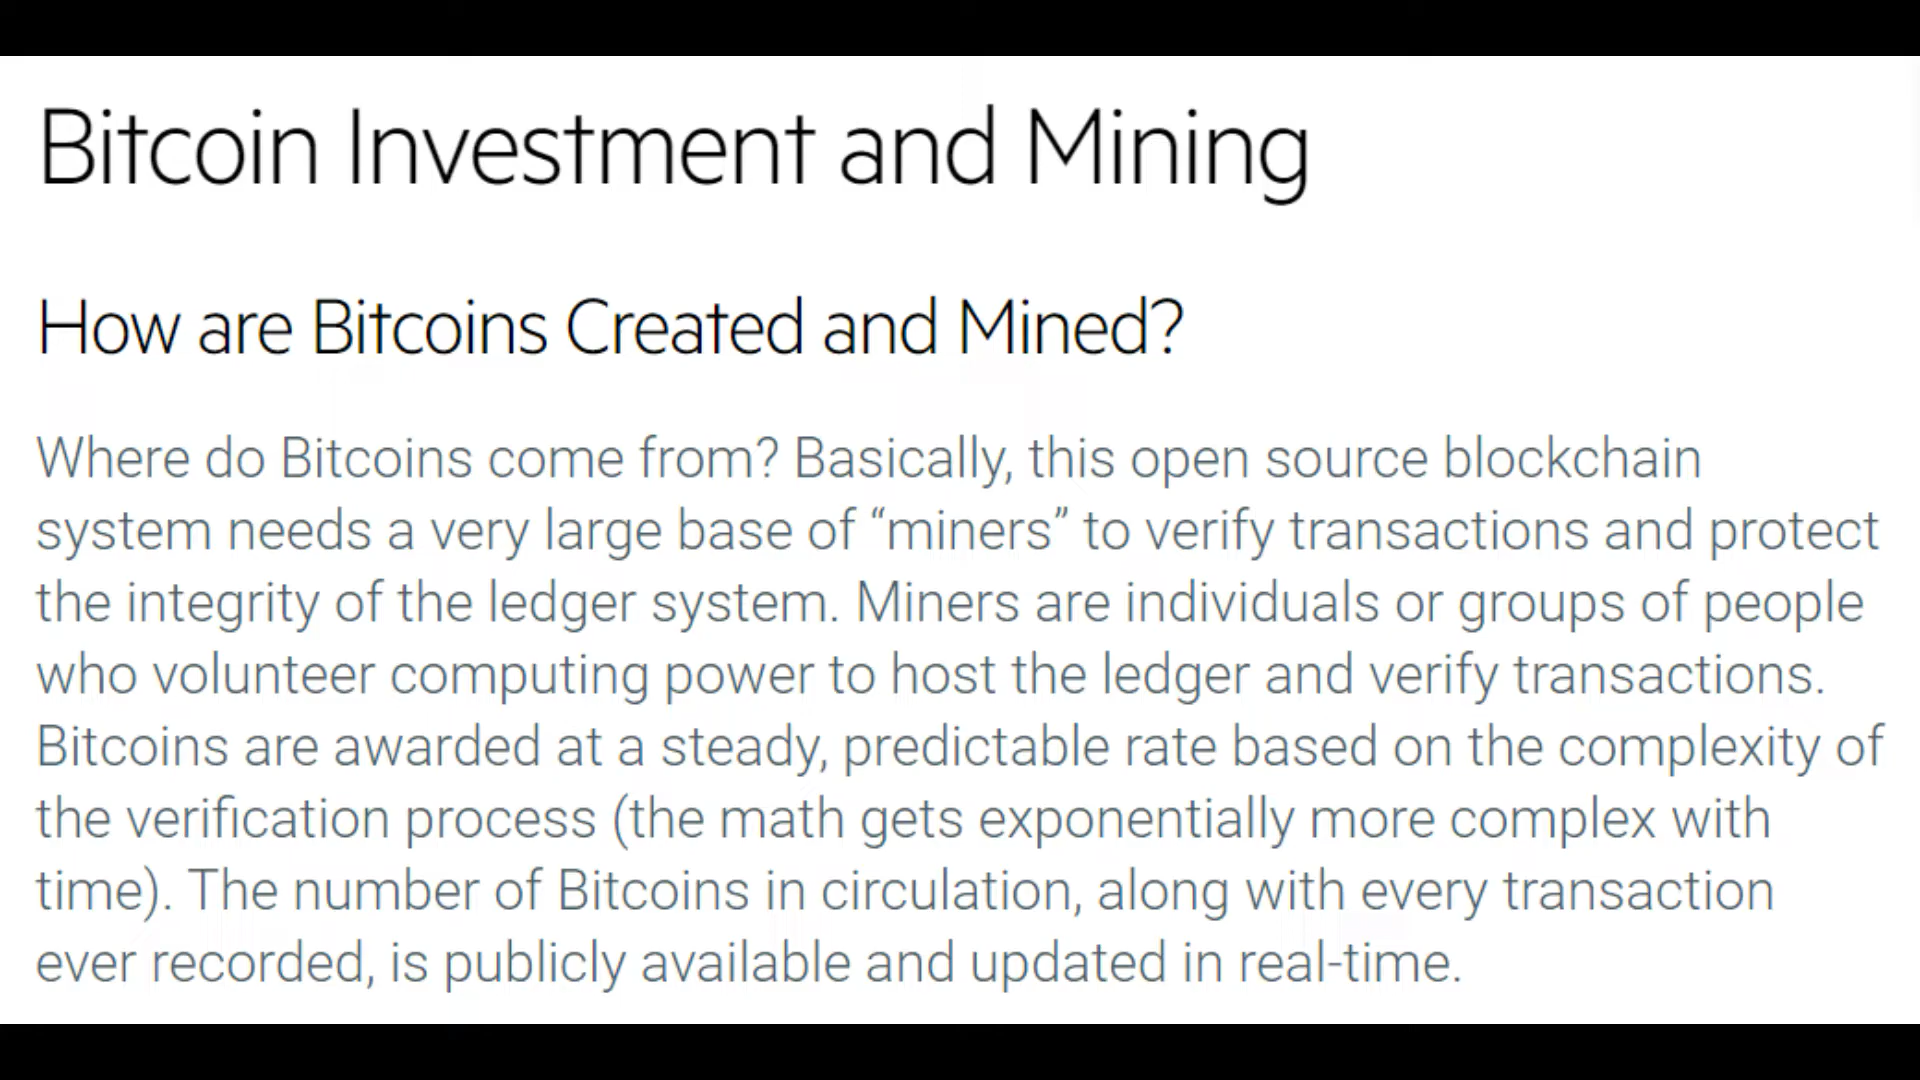 Bitcoin Investment and Mining
How are Bitcoins Created and Mined?
Where do Bitcoins come from? Basically, this open source blockchain
system needs a very large base of “miners” to verify transactions and protect
the integrity of the ledger system. Miners are individuals or groups of people
who volunteer computing power to host the ledger and verify transactions.
Bitcoins are awarded at a steady, predictable rate based on the complexity of
the verification process (the math gets exponentially more complex with
time). The number of Bitcoins in circulation, along with every transaction
ever recorded, is publicly available and updated in real-time.